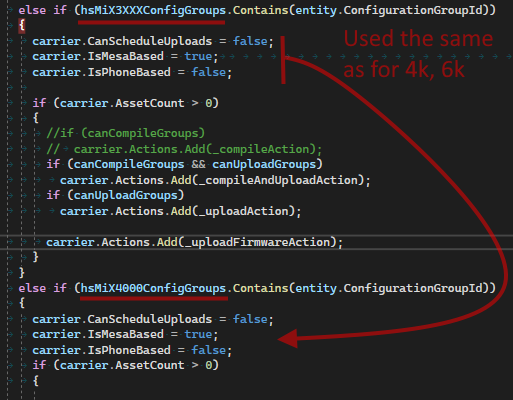 else if (hsMiX3XXXConfigGroups.Contains(entity.ConfigurationGroupId))
{
carrier.CanScheduleUploads = false;
carrier.IsMesaBased = true;
carrier.IsPhoneBased = false;
Used the same
as for 4k, 6k
if (carrier.AssetCount > 0)
{
//if (canCompileGroups)
// carrier.Actions.Add(_compileAction);
if (canCompileGroups && canUploadGroups)
carrier.Actions.Add(_compileAndUploadAction);
if (canUploadGroups)
carrier.Actions.Add(_uploadAction);
carrier.Actions.Add(_uploadFirmwareAction);
}
}
else if (hsMiX4000ConfigGroups.Contains(entity.ConfigurationGroupId))
{
carrier.CanScheduleUploads = false;
carrier.IsMesaBased = true;
carrier.IsPhoneBased = false;
if (carrier.AssetCount > 0)
{